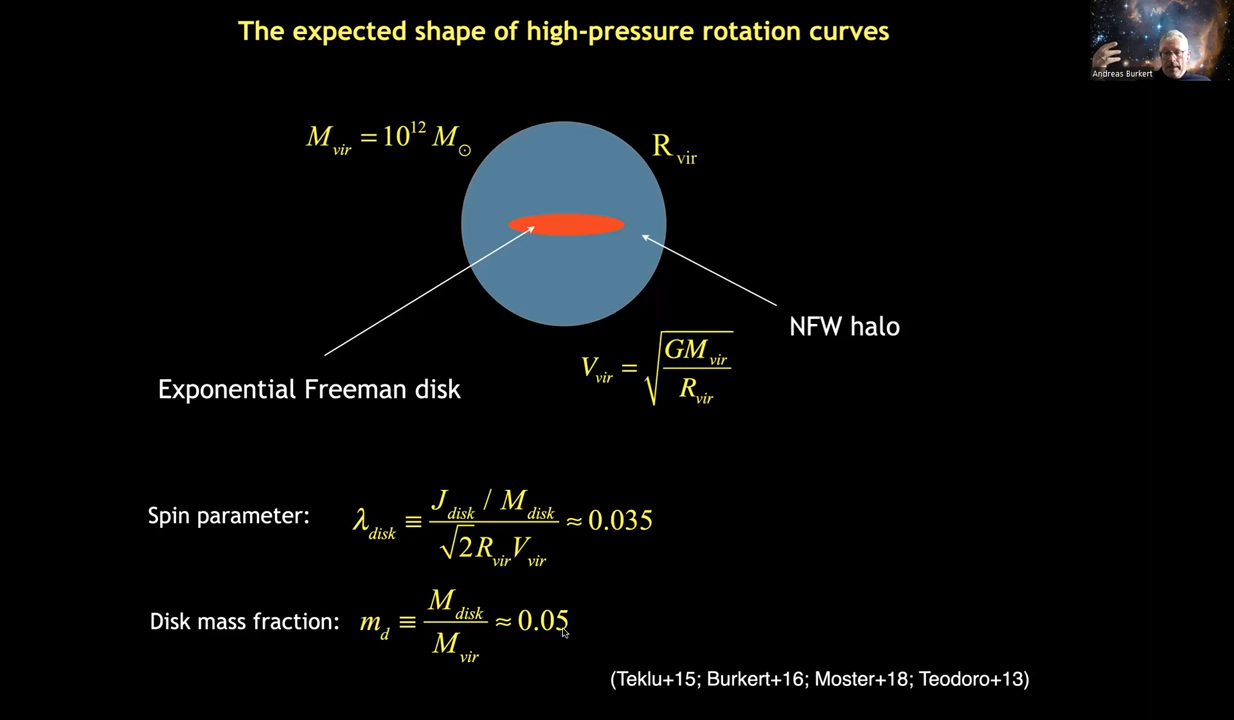 The expected shape of high-pressure rotation curves
Andreas Burkert
M_vir = 10^12 M_⊙
R_vir
NFW halo
V_vir = √(GM_vir / R_vir)
Exponential Freeman disk
Spin parameter: λ_disk ≡ (J_disk / M_disk) / (√2 R_vir V_vir) ≈ 0.035
Disk mass fraction: m_d ≡ M_disk / M_vir ≈ 0.05
(Teklu+15; Burkert+16; Moster+18; Teodoro+13)